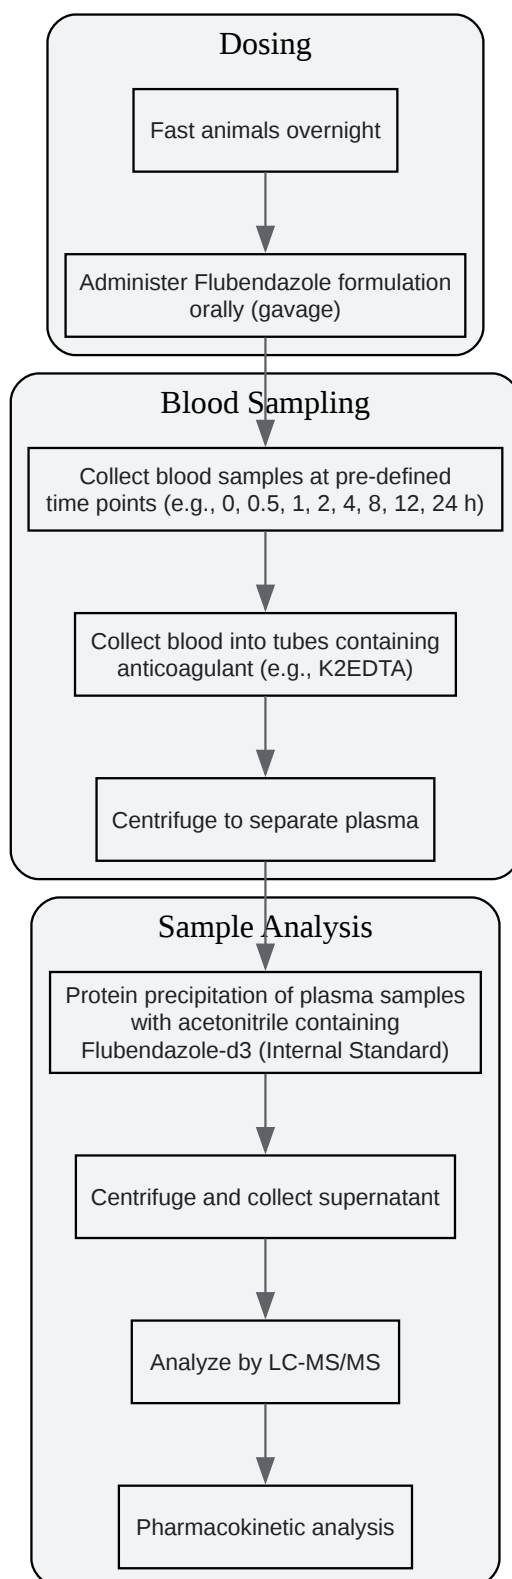 Dosing
Fast animals overnight
Administer Flubendazole formulation
orally (gavage)
Blood Sampling
Collect blood samples at pre-defined
time points (e.g., 0, 0.5, 1, 2, 4, 8, 12, 24 h)
Collect blood into tubes containing
anticoagulant (e.g., K2EDTA)
Centrifuge to separate plasma
Sample Analysis
Protein precipitation of plasma samples
with acetonitrile containing
Flubendazole-d3 (Internal Standard)
Centrifuge and collect supernatant
Analyze by LC-MS/MS
Pharmacokinetic analysis